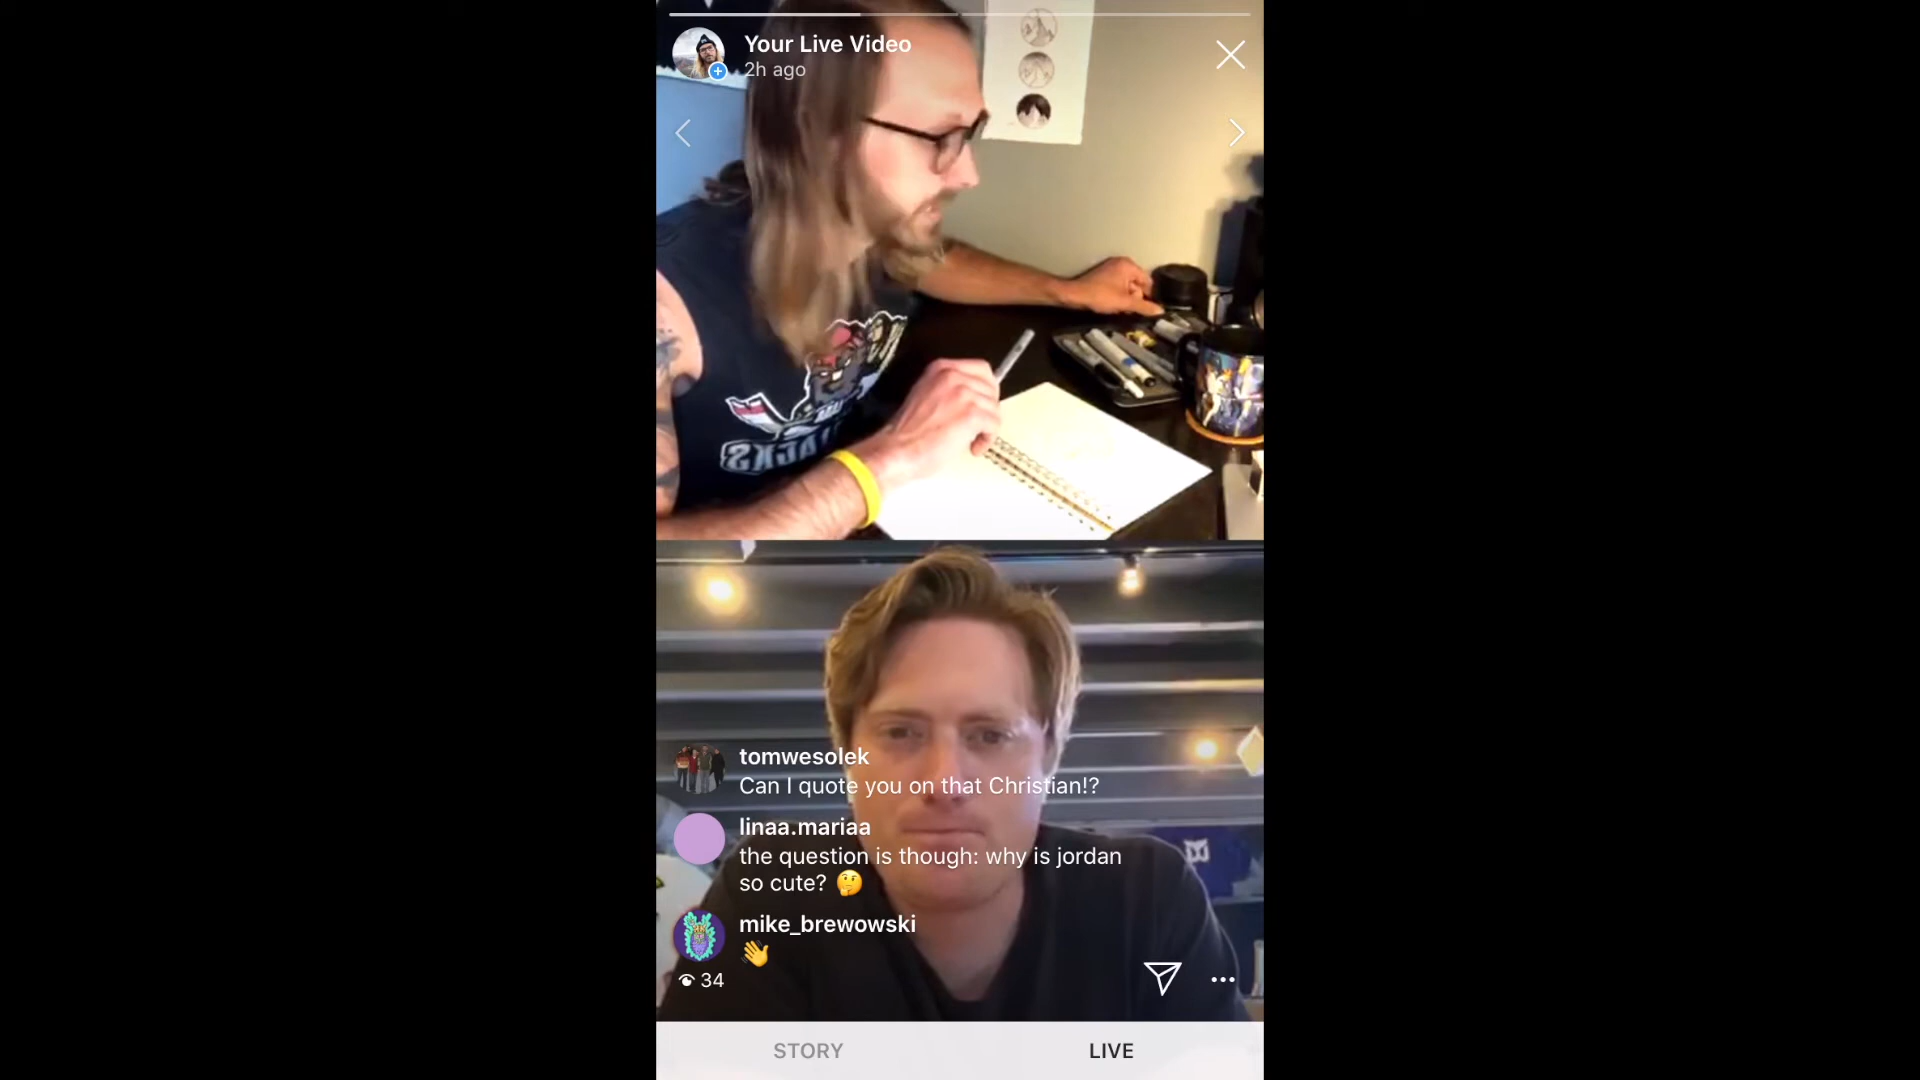 Your Live Video
2h ago
tomwesolek
Can I quote you on that Christian!?
linaa.mariaa
the question is though: why is jordan
so cute? 🤔
mike_brewowski
👋
34
STORY
LIVE